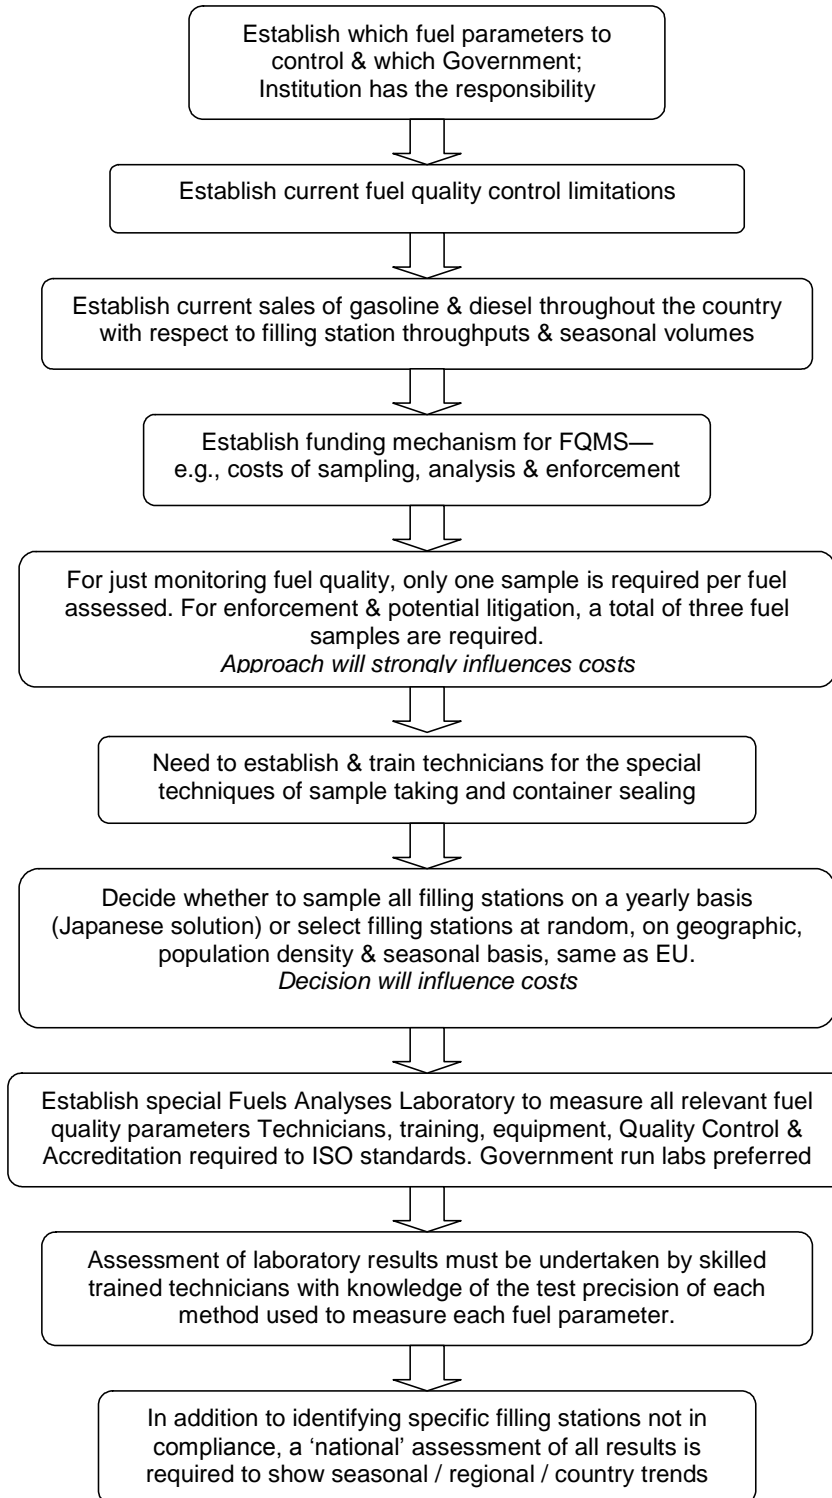 Establish which fuel parameters to
control & which Government;
Institution has the responsibility
Establish current fuel quality control limitations
Establish current sales of gasoline & diesel throughout the country
with respect to filling station throughputs & seasonal volumes
Establish funding mechanism for FQMS—
e.g., costs of sampling, analysis & enforcement
For just monitoring fuel quality, only one sample is required per fuel
assessed. For enforcement & potential litigation, a total of three fuel
samples are required.
Approach will strongly influences costs
Need to establish & train technicians for the special
techniques of sample taking and container sealing
Decide whether to sample all filling stations on a yearly basis
(Japanese solution) or select filling stations at random, on geographic,
population density & seasonal basis, same as EU.
Decision will influence costs
Establish special Fuels Analyses Laboratory to measure all relevant fuel
quality parameters Technicians, training, equipment, Quality Control &
Accreditation required to ISO standards. Government run labs preferred
Assessment of laboratory results must be undertaken by skilled
trained technicians with knowledge of the test precision of each
method used to measure each fuel parameter.
In addition to identifying specific filling stations not in
compliance, a ‘national’ assessment of all results is
required to show seasonal / regional / country trends